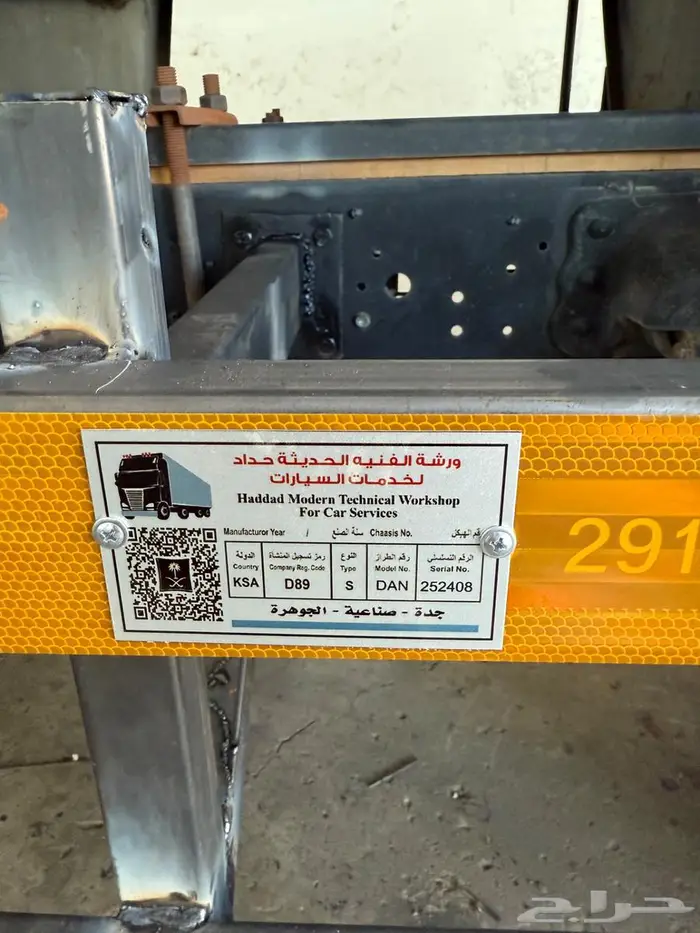 ورشة الفنيه الحديثة حداد
لخدمات السيارات
Haddad Modern Technical Workshop
For Car Services
Manufacturor Year / سنة الصنع Chaasis No. رقم الهيكل
الدولة رمز تسجيل المنشأة النوع رقم الطراز الرقم التسلسلي
Country Company Rag. Code Type Model No. Serial No.
KSA D89 S DAN 252408
جدة - صناعية - الجوهرة
291
حراج